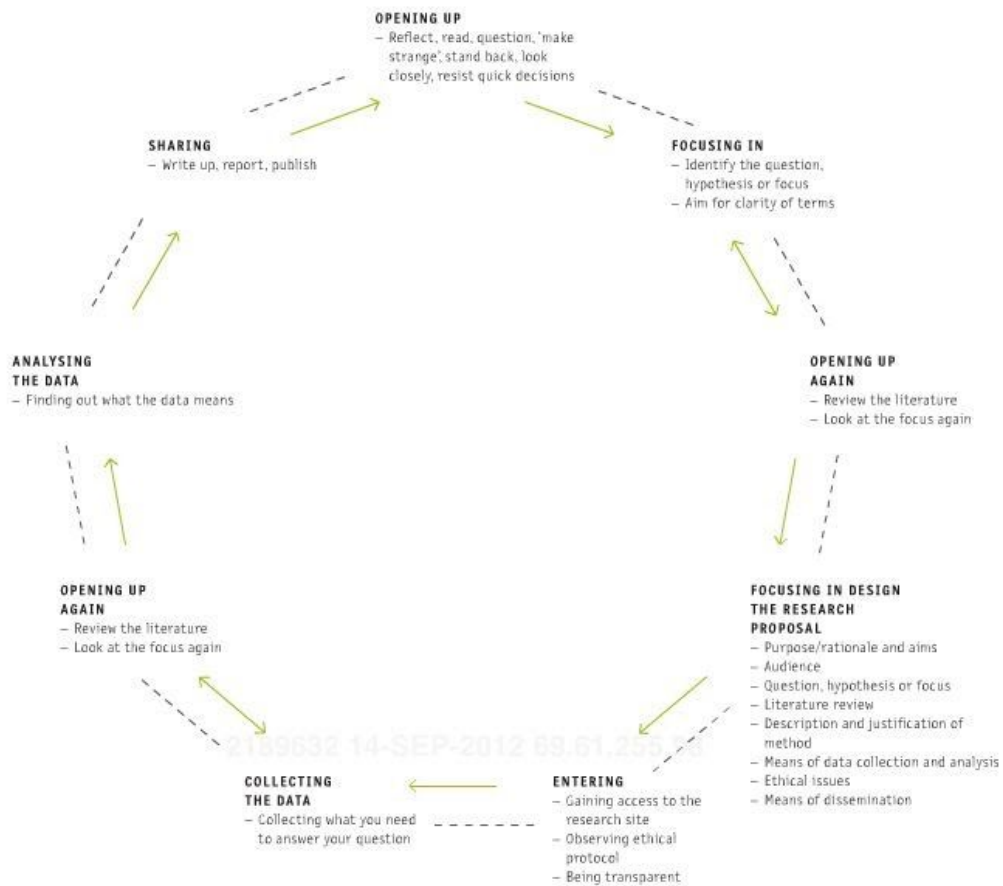 OPENING UP
– Reflect, read, question, 'make
strange', stand back, look
closely, resist quick decisions
SHARING
– Write up, report, publish
FOCUSING IN
– Identify the question,
hypothesis or focus
– Aim for clarity of terms
ANALYSING
THE DATA
– Finding out what the data means
OPENING UP
AGAIN
– Review the literature
– Look at the focus again
OPENING UP
AGAIN
– Review the literature
– Look at the focus again
FOCUSING IN DESIGN
THE RESEARCH
PROPOSAL
– Purpose/rationale and aims
– Audience
– Question, hypothesis or focus
– Literature review
– Description and justification of
method
– Means of data collection and analysis
– Ethical issues
– Means of dissemination
2189632 14-SEP-2012
COLLECTING
THE DATA
– Collecting what you need
to answer your question
ENTERING
– Gaining access to the
research site
– Observing ethical
protocol
– Being transparent